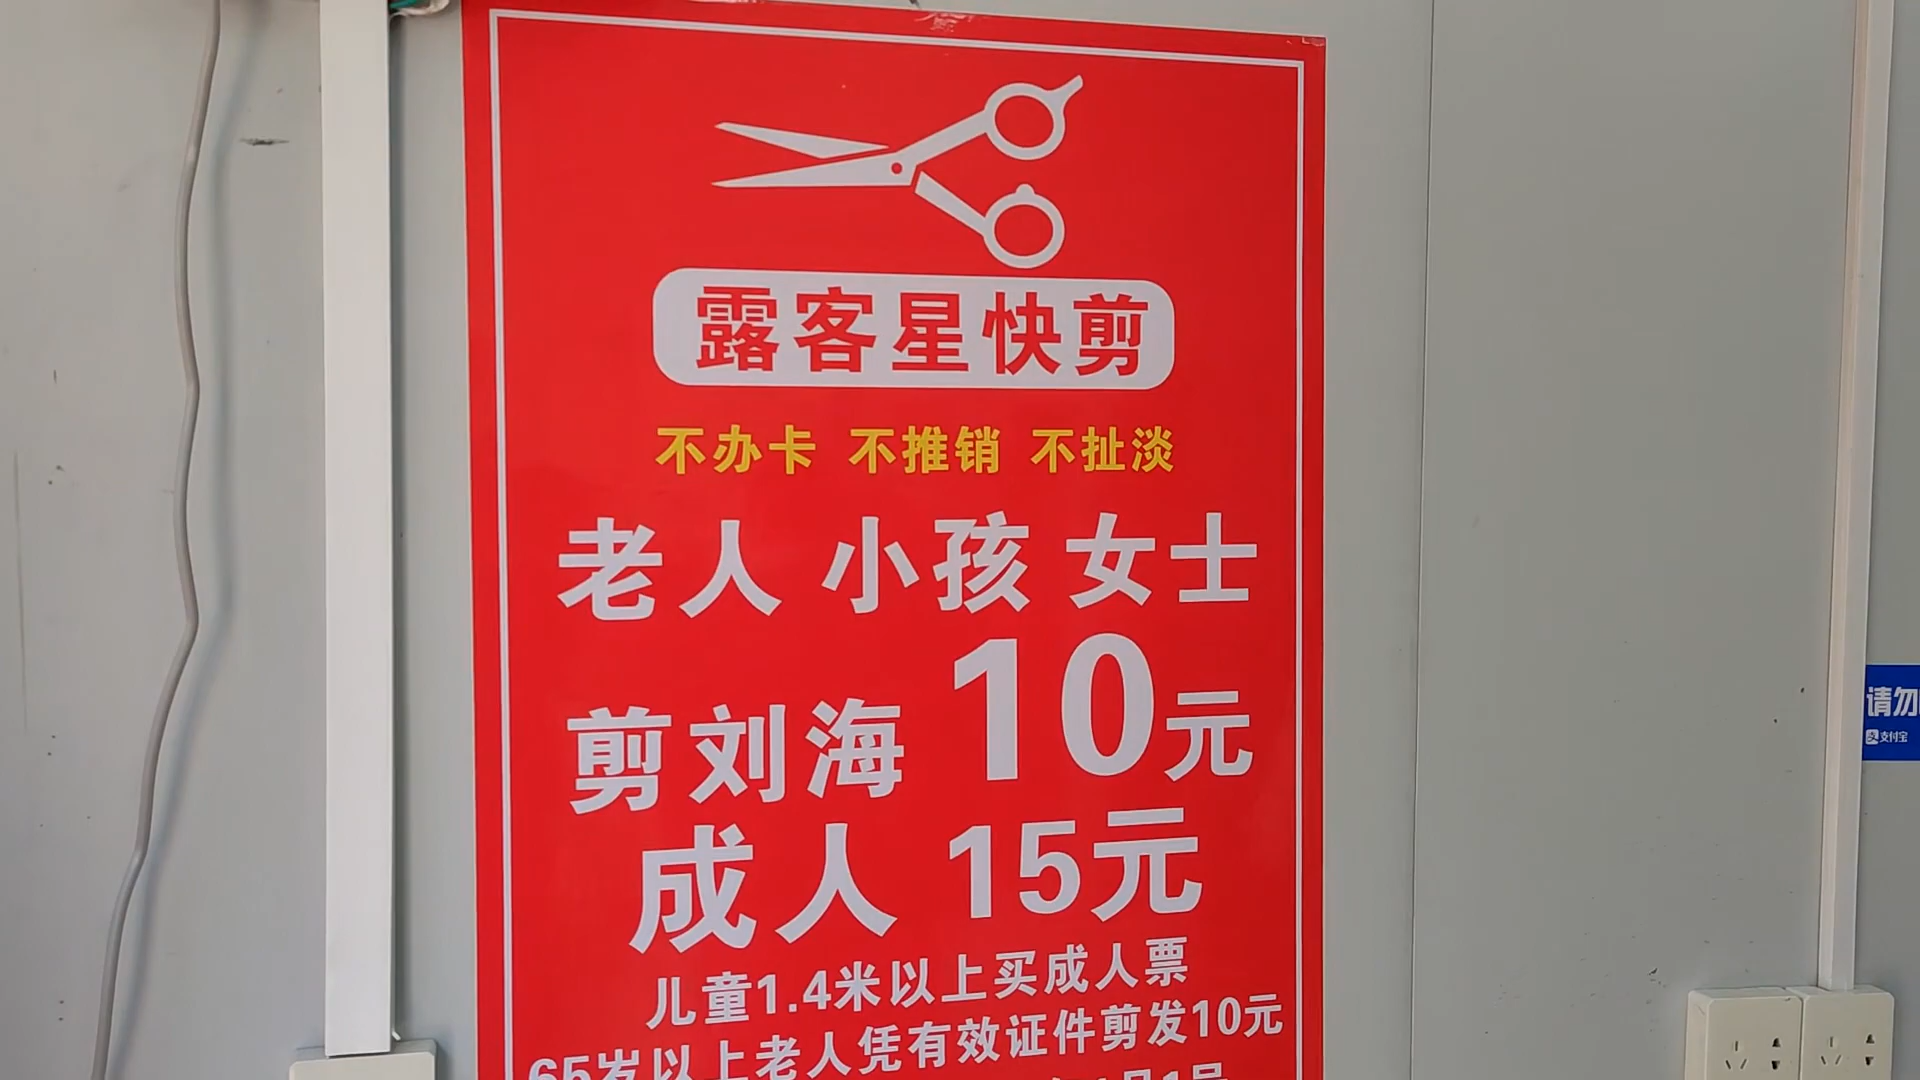 露客星快剪
不办卡 不推销 不扯淡
老人 小孩 女士
剪刘海 10元
成人 15元
儿童1.4米以上买成人票
65岁以上老人凭有效证件剪发10元
请勿
支付宝